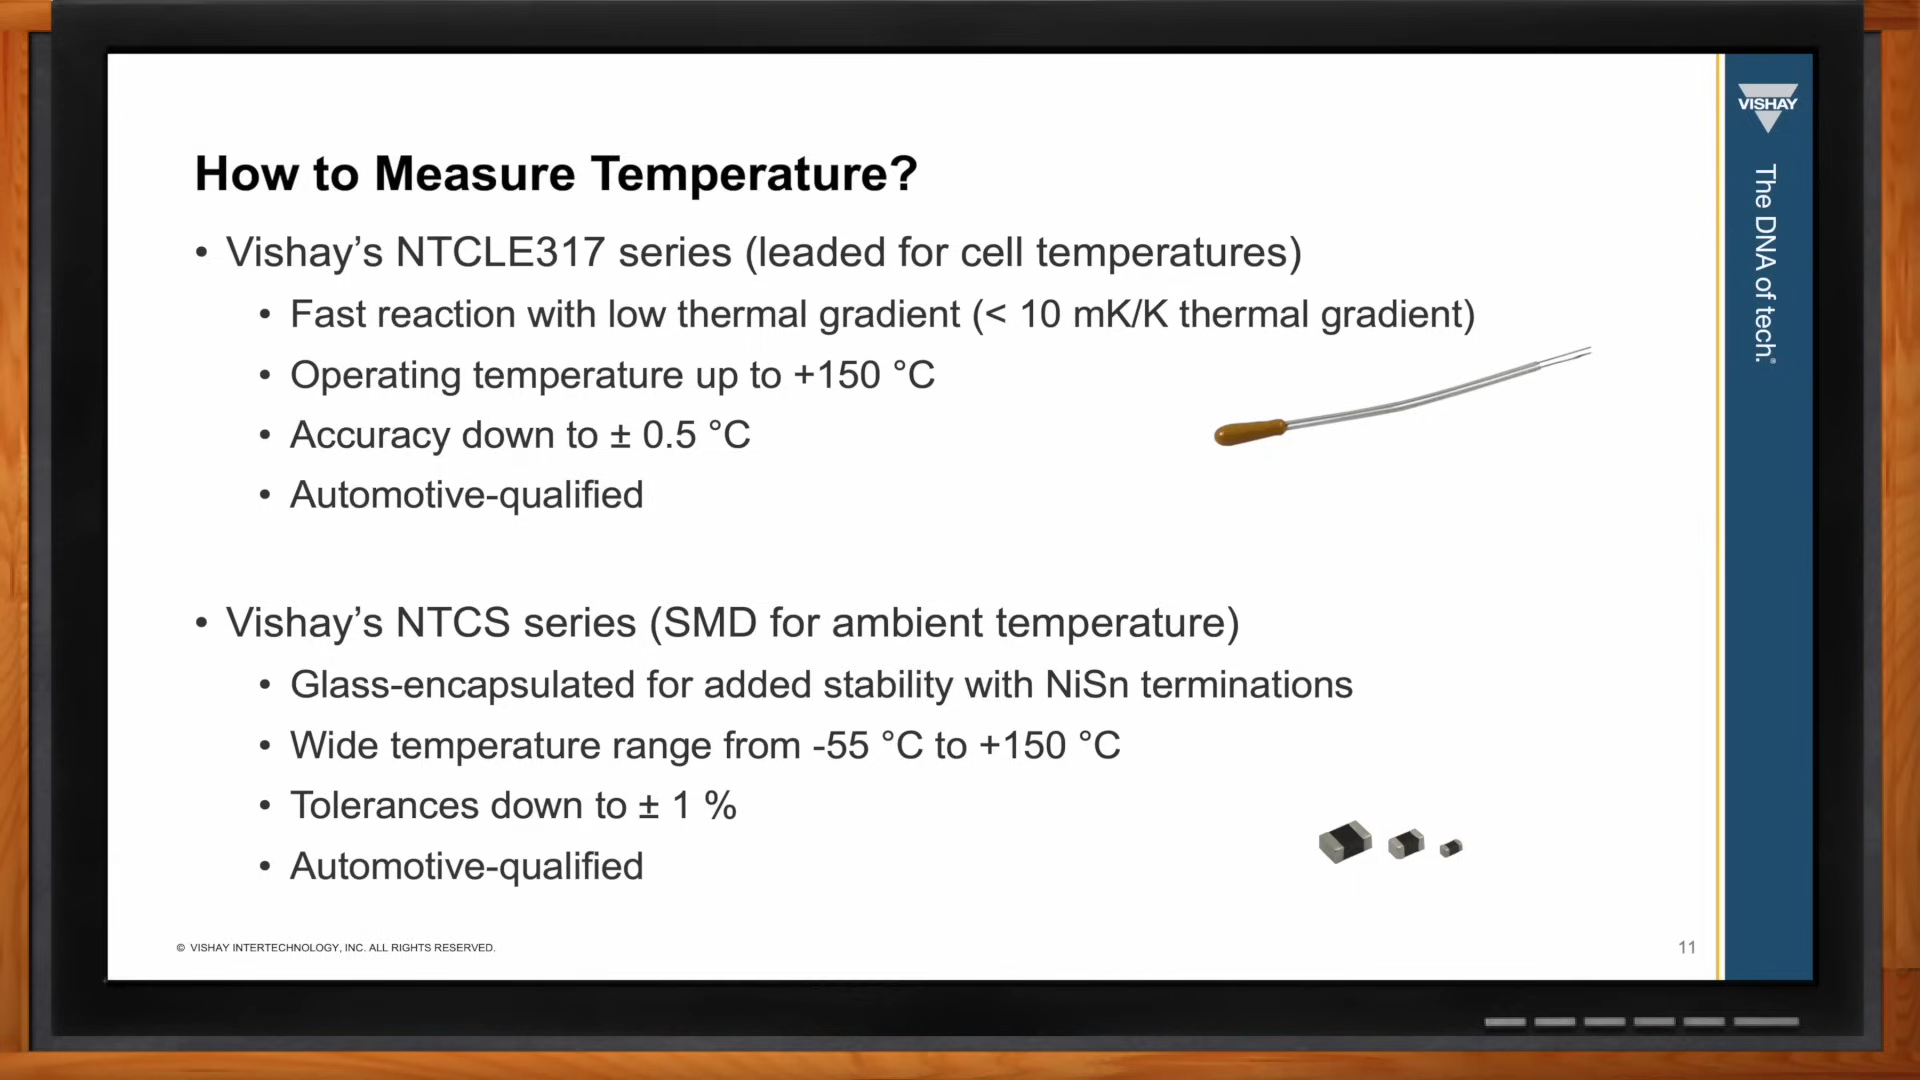 How to Measure Temperature?
• Vishay’s NTCLE317 series (leaded for cell temperatures)
• Fast reaction with low thermal gradient (< 10 mK/K thermal gradient)
• Operating temperature up to +150 °C
• Accuracy down to ± 0.5 °C
• Automotive-qualified
• Vishay’s NTCS series (SMD for ambient temperature)
• Glass-encapsulated for added stability with NiSn terminations
• Wide temperature range from -55 °C to +150 °C
• Tolerances down to ± 1 %
• Automotive-qualified
© VISHAY INTERTECHNOLOGY, INC. ALL RIGHTS RESERVED.
11
VISHAY
The DNA of tech.®